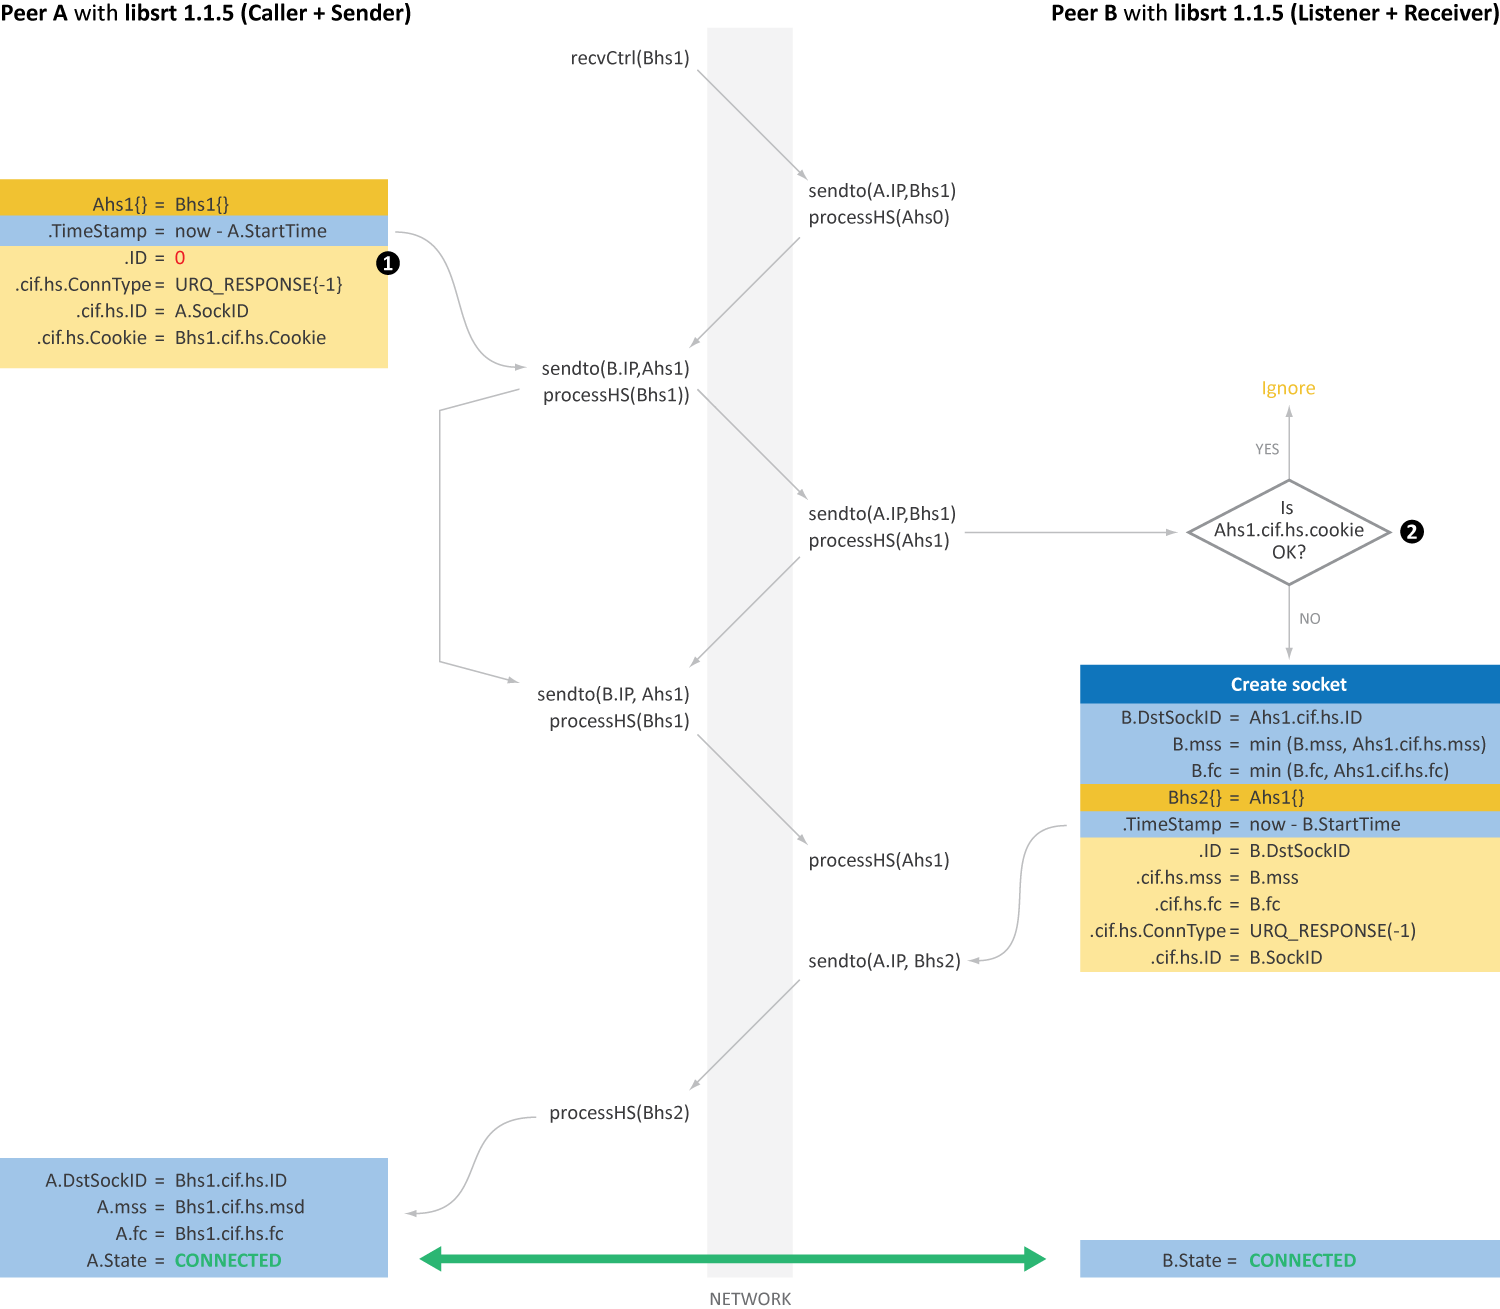 Peer A with libsrt 1.1.5 (Caller + Sender)
Peer B with libsrt 1.1.5 (Listener + Receiver)
recvCtrl(Bhs1)
sendto(A.IP,Bhs1)
processHS(Ahs0)
Ahs1{} = Bhs1{}
.TimeStamp = now - A.StartTime
.ID = 0
.cif.hs.ConnType = URQ_RESPONSE{-1}
.cif.hs.ID = A.SockID
.cif.hs.Cookie = Bhs1.cif.hs.Cookie
1
sendto(B.IP,Ahs1)
processHS(Bhs1))
sendto(A.IP,Bhs1)
processHS(Ahs1)
Ignore
YES
Is
Ahs1.cif.hs.cookie
OK?
2
NO
sendto(B.IP, Ahs1)
processHS(Bhs1)
Create socket
B.DstSockID = Ahs1.cif.hs.ID
B.mss = min (B.mss, Ahs1.cif.hs.mss)
B.fc = min (B.fc, Ahs1.cif.hs.fc)
Bhs2{} = Ahs1{}
.TimeStamp = now - B.StartTime
.ID = B.DstSockID
.cif.hs.mss = B.mss
.cif.hs.fc = B.fc
.cif.hs.ConnType = URQ_RESPONSE(-1)
.cif.hs.ID = B.SockID
processHS(Ahs1)
sendto(A.IP, Bhs2)
processHS(Bhs2)
A.DstSockID = Bhs1.cif.hs.ID
A.mss = Bhs1.cif.hs.msd
A.fc = Bhs1.cif.hs.fc
A.State = CONNECTED
B.State = CONNECTED
NETWORK